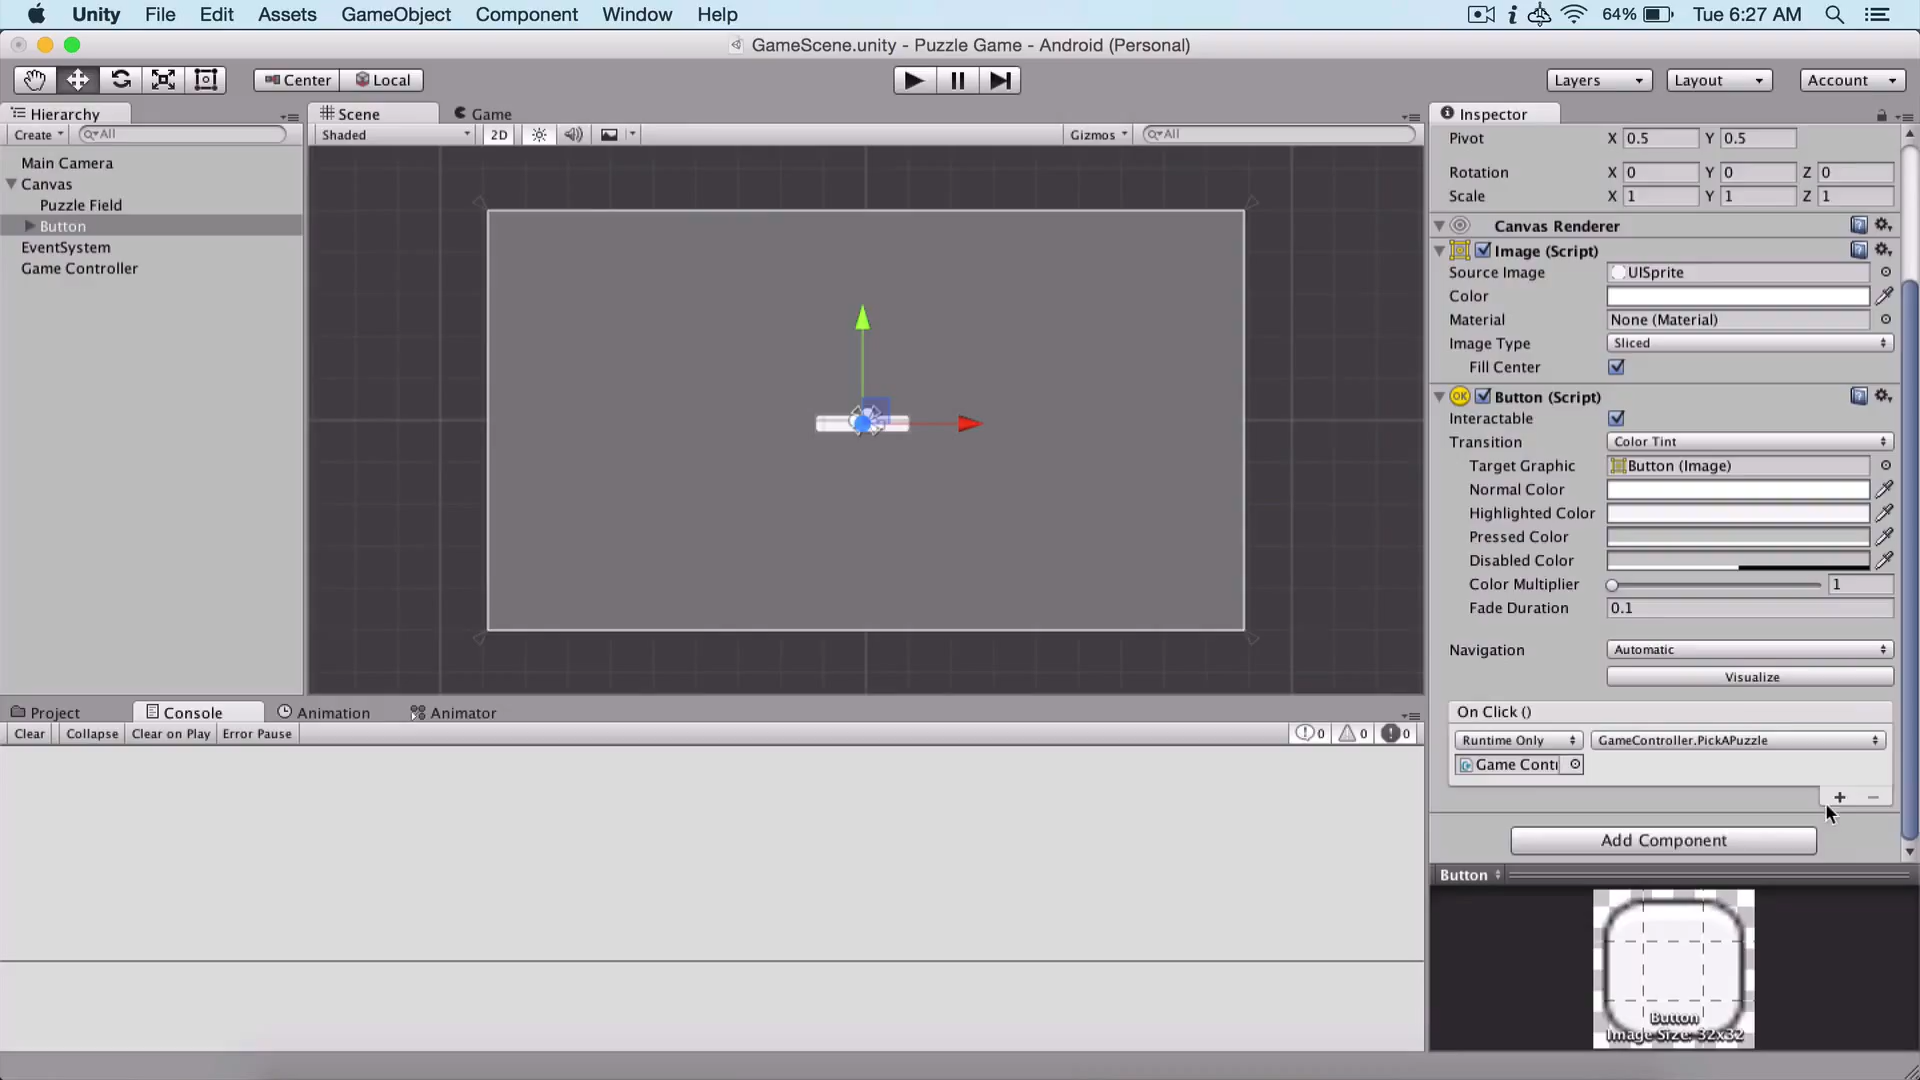 Unity File Edit Assets GameObject Component Window Help 64% Tue 6:27 AM
GameScene.unity - Puzzle Game - Android (Personal)
Center Local Layers Layout Account
Hierarchy
Create All
Main Camera
Canvas
Puzzle Field
Button
EventSystem
Game Controller
Scene Game
Shaded 2D Gizmos All
Project Console Animation Animator
Clear Collapse Clear on Play Error Pause 0 0 0
Inspector
Pivot X 0.5 Y 0.5
Rotation X 0 Y 0 Z 0
Scale X 1 Y 1 Z 1
Canvas Renderer
Image (Script)
Source Image UISprite
Color
Material None (Material)
Image Type Sliced
Fill Center
OK Button (Script)
Interactable
Transition Color Tint
Target Graphic Button (Image)
Normal Color
Highlighted Color
Pressed Color
Disabled Color
Color Multiplier 1
Fade Duration 0.1
Navigation Automatic
Visualize
On Click ()
Runtime Only GameController.PickAPuzzle
Game Contr
+ −
Add Component
Button
Button
Image Size: 32x32